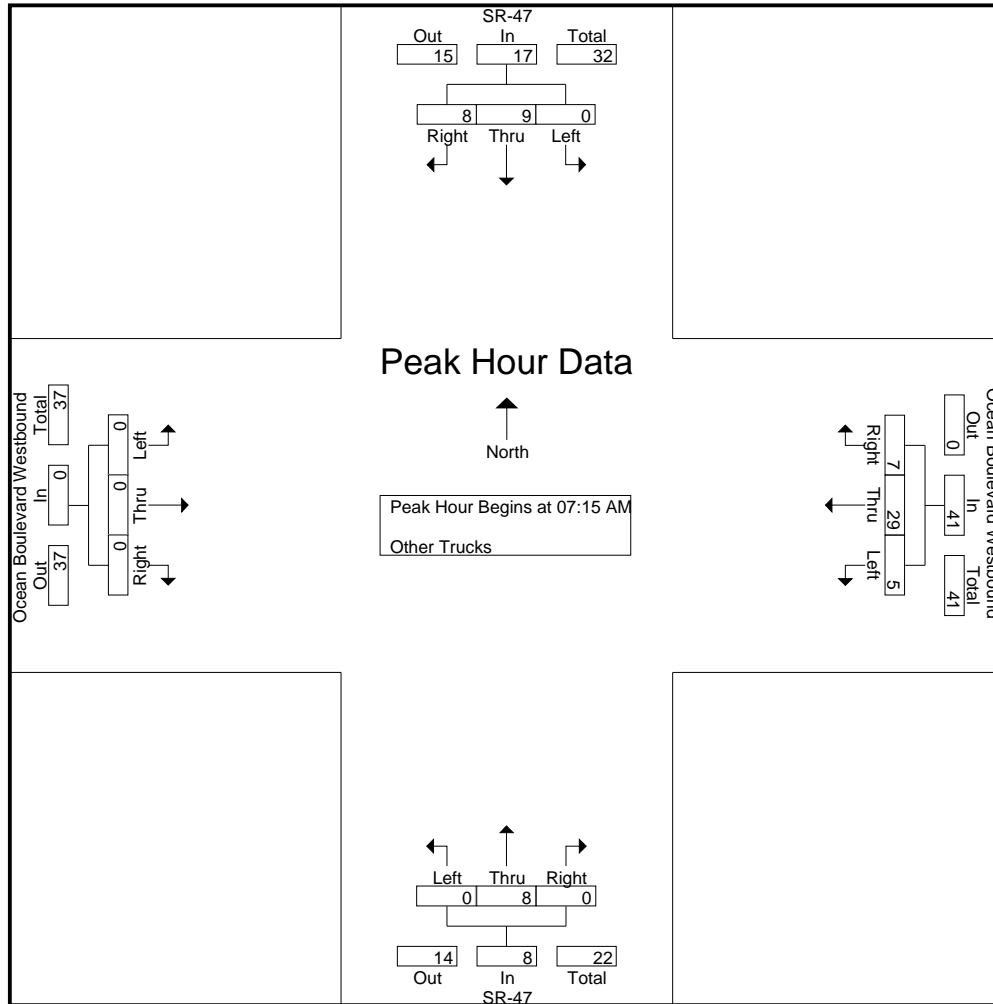 SR-47
Out In Total
15 17 32
8 9 0
Right Thru Left
Peak Hour Data
North
Peak Hour Begins at 07:15 AM
Other Trucks
Ocean Boulevard Westbound
Out In Total
37 0 37
Left Thru Right
0 0 0
Ocean Boulevard Westbound
Out In Total
0 41 41
Right Thru Left
7 29 5
Left Thru Right
0 8 0
14 8 22
Out In Total
SR-47